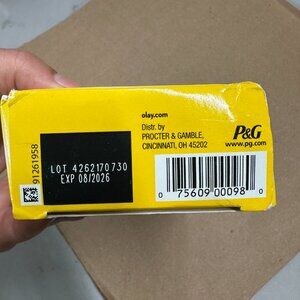 olay.com
Distr. by
PROCTER & GAMBLE,
CINCINNATI, OH 45202
P&G
www.pg.com
LOT 4262170730
EXP 08/2026
91261958
0 75609 00098 0